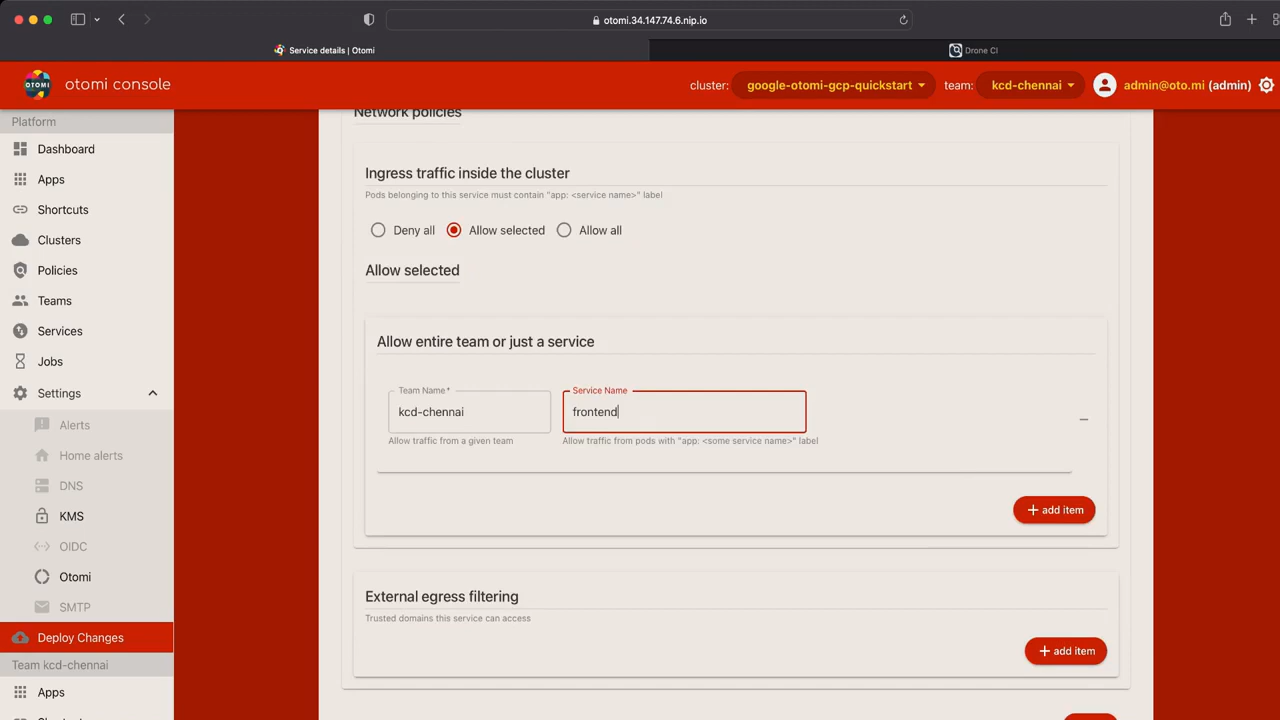 otomi.34.147.74.6.nip.io
Service details | Otomi
Drone CI
OTOMI
otomi console
cluster:
google-otomi-gcp-quickstart
team:
kcd-chennai
admin@oto.mi (admin)
Platform
Dashboard
Apps
Shortcuts
Clusters
Policies
Teams
Services
Jobs
Settings
Alerts
Home alerts
DNS
KMS
OIDC
Otomi
SMTP
Deploy Changes
Team kcd-chennai
Apps
Network policies
Ingress traffic inside the cluster
Pods belonging to this service must contain "app: <service name>" label
Deny all
Allow selected
Allow all
Allow selected
Allow entire team or just a service
Team Name*
kcd-chennai
Allow traffic from a given team
Service Name
frontend
Allow traffic from pods with "app: <some service name>" label
+ add item
External egress filtering
Trusted domains this service can access
+ add item